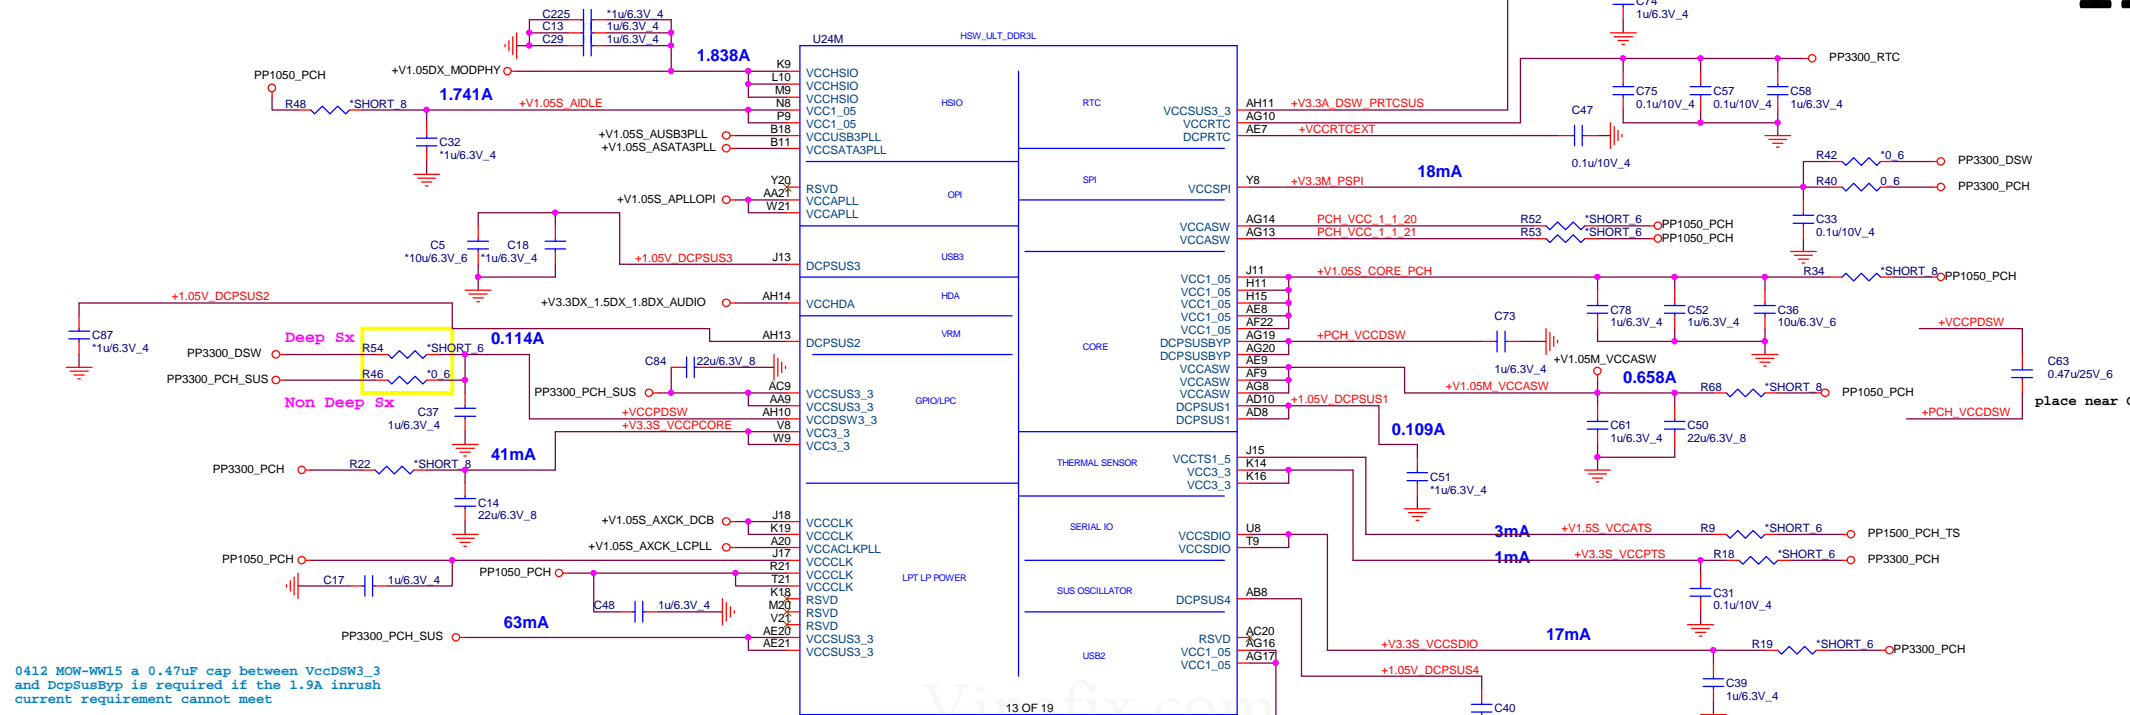 C225 *1u/6.3V_4
C13 1u/6.3V_4
C29 1u/6.3V_4
1.838A
+V1.05DX_MODPHY
PP1050_PCH
R48 *SHORT_8
1.741A
+V1.05S_AIDLE
C32
*1u/6.3V_4
+V1.05S_AUSB3PLL
+V1.05S_ASATA3PLL
+V1.05S_APLLOPI
C5
*10u/6.3V_6
C18
*1u/6.3V_4
+1.05V_DCPSUS3
+1.05V_DCPSUS2
+V3.3DX_1.5DX_1.8DX_AUDIO
C87
*1u/6.3V_4
Deep Sx
0.114A
PP3300_DSW
R54 *SHORT_6
PP3300_PCH_SUS
R46 *0_6
Non Deep Sx
C37
1u/6.3V_4
C84 22u/6.3V_8
PP3300_PCH_SUS
+VCCPDSW
+V3.3S_VCCPCORE
41mA
PP3300_PCH
R22 *SHORT_8
C14
22u/6.3V_8
+V1.05S_AXCK_DCB
+V1.05S_AXCK_LCPLL
PP1050_PCH
C17 1u/6.3V_4
PP1050_PCH
C48 1u/6.3V_4
63mA
PP3300_PCH_SUS
0412 MOW-WW15 a 0.47uF cap between VccDSW3_3
and DcpSusByp is required if the 1.9A inrush
current requirement cannot meet
U24M
HSW_ULT_DDR3L
K9 VCCHSIO
L10 VCCHSIO
M9 VCCHSIO
N8 VCC1_05
P9 VCC1_05
B18 VCCUSB3PLL
B11 VCCSATA3PLL
HSIO
Y20 RSVD
AA21 VCCAPLL
W21 VCCAPLL
OPI
J13 DCPSUS3
USB3
AH14 VCCHDA
HDA
AH13 DCPSUS2
VRM
AC9 VCCSUS3_3
AA9 VCCSUS3_3
AH10 VCCDSW3_3
V8 VCC3_3
W9 VCC3_3
GPIO/LPC
J18 VCCCLK
K19 VCCCLK
A20 VCCACLKPLL
J17 VCCCLK
R21 VCCCLK
T21 VCCCLK
K18 RSVD
M20 RSVD
V21 RSVD
AE20 VCCSUS3_3
AE21 VCCSUS3_3
LPT LP POWER
RTC
VCCSUS3_3 AH11
VCCRTC AG10
DCPRTC AE7
SPI
VCCSPI Y8
VCCASW AG14
VCCASW AG13
CORE
VCC1_05 J11
VCC1_05 H11
VCC1_05 H15
VCC1_05 AE8
VCC1_05 AF22
DCPSUSBYP AG19
DCPSUSBYP AG20
VCCASW AE9
VCCASW AF9
VCCASW AG8
DCPSUS1 AD10
DCPSUS1 AD8
THERMAL SENSOR
VCCTS1_5 J15
VCC3_3 K14
VCC3_3 K16
SERIAL IO
VCCSDIO U8
VCCSDIO T9
SUS OSCILLATOR
DCPSUS4 AB8
USB2
RSVD AC20
VCC1_05 AG16
VCC1_05 AG17
13 OF 19
Vinafix.com
C74
1u/6.3V_4
PP3300_RTC
C75
0.1u/10V_4
C57
0.1u/10V_4
C58
1u/6.3V_4
+V3.3A_DSW_PRTCSUS
+VCCRTCEXT
C47
0.1u/10V_4
18mA
+V3.3M_PSPI
R42 *0_6 PP3300_DSW
R40 0_6 PP3300_PCH
C33
0.1u/10V_4
PCH_VCC_1_1_20 R52 *SHORT_6 PP1050_PCH
PCH_VCC_1_1_21 R53 *SHORT_6 PP1050_PCH
+V1.05S_CORE_PCH R34 *SHORT_8 PP1050_PCH
C78
1u/6.3V_4
C52
1u/6.3V_4
C36
10u/6.3V_6
+PCH_VCCDSW
C73
1u/6.3V_4
+V1.05M_VCCASW
0.658A
+V1.05M_VCCASW R68 *SHORT_8 PP1050_PCH
C61
1u/6.3V_4
C50
22u/6.3V_8
+1.05V_DCPSUS1
0.109A
C51
*1u/6.3V_4
+VCCPDSW
C63
0.47u/25V_6
place near
+PCH_VCCDSW
3mA +V1.5S_VCCATS R9 *SHORT_6 PP1500_PCH_TS
1mA +V3.3S_VCCPTS R18 *SHORT_6 PP3300_PCH
C31
0.1u/10V_4
17mA
+V3.3S_VCCSDIO R19 *SHORT_6 PP3300_PCH
C39
1u/6.3V_4
+1.05V_DCPSUS4
C40